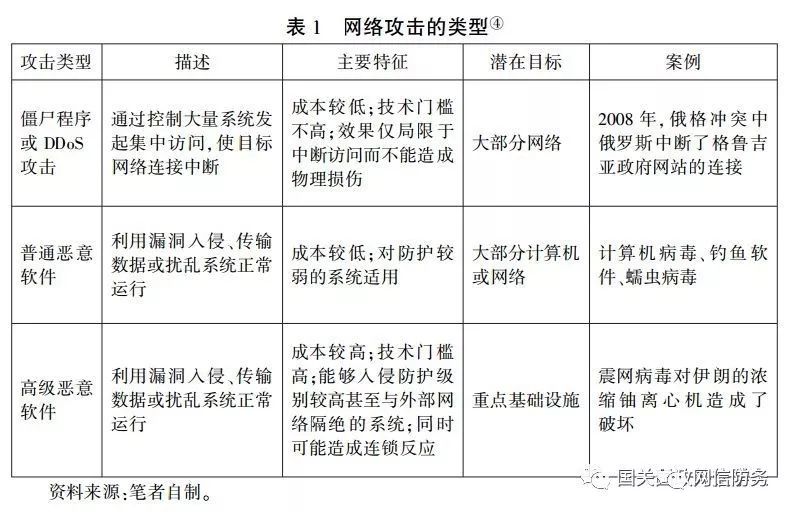 表 1 网络攻击的类型④
攻击类型
描述
主要特征
潜在目标
案例
僵尸程序
或 DDoS
攻击
通过控制大量系统发
起集中访问,使目标
网络连接中断
成本较低;技术门槛
不高;效果仅局限于
中断访问而不能造成
物理损伤
大部分网络
2008 年,俄格冲突中
俄罗斯中断了格鲁吉
亚政府网站的连接
普通恶意
软件
利用漏洞入侵、传输
数据或扰乱系统正常
运行
成本较低;对防护较
弱的系统适用
大部分计算机
或网络
计算机病毒、钓鱼软
件、蠕虫病毒
高级恶意
软件
利用漏洞入侵、传输
数据或扰乱系统正常
运行
成本较高;技术门槛
高;能够入侵防护级
别较高甚至与外部网
络隔绝的系统;同时
可能造成连锁反应
重点基础设施
震网病毒对伊朗的浓
缩铀离心机造成了
破坏
资料来源:笔者自制。
国关 政网信防务